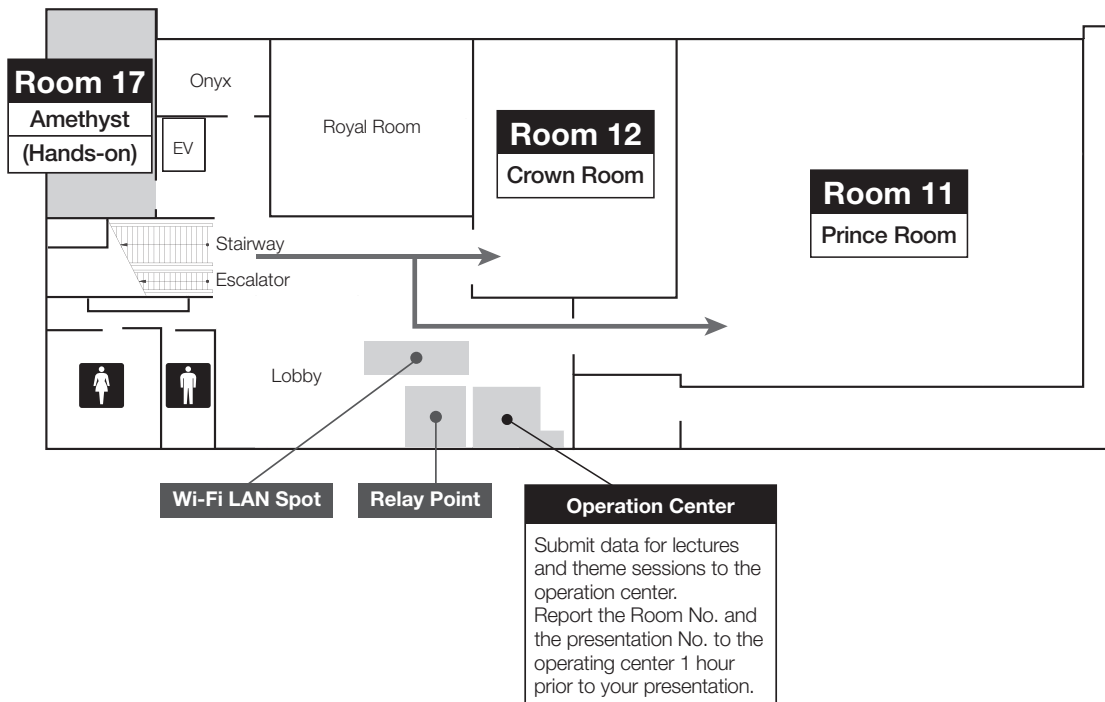 Room 17
Amethyst
(Hands-on)
Onyx
EV
Royal Room
Room 12
Crown Room
Room 11
Prince Room
Stairway
Escalator
Lobby
Wi-Fi LAN Spot
Relay Point
Operation Center
Submit data for lectures
and theme sessions to the
operation center.
Report the Room No. and
the presentation No. to the
operating center 1 hour
prior to your presentation.